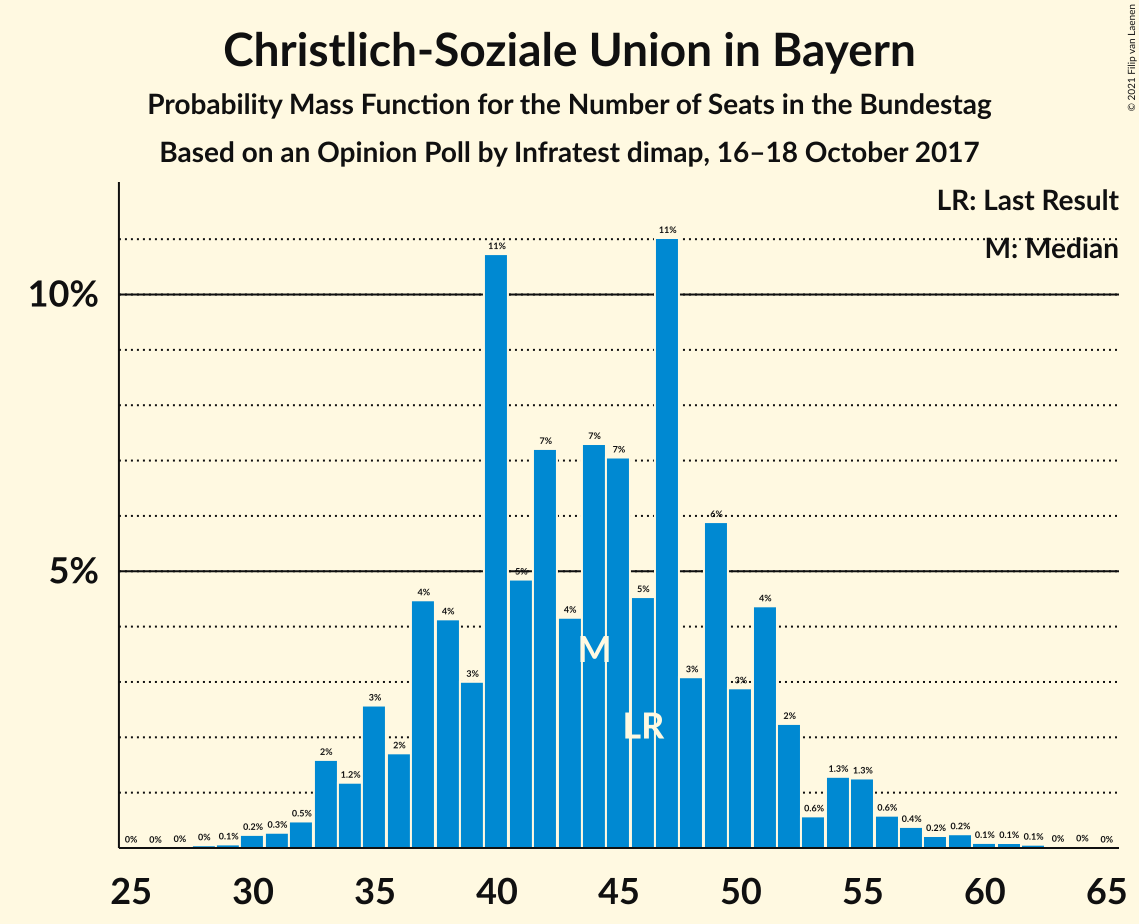 Christlich-Soziale Union in Bayern
Probability Mass Function for the Number of Seats in the Bundestag
Based on an Opinion Poll by Infratest dimap, 16–18 October 2017
© 2021 Filip van Laenen
LR: Last Result
M: Median
10%
5%
0% 0% 0% 0% 0.1% 0.2% 0.3% 0.5% 2% 1.2% 3% 2% 4% 4% 3% 11% 5% 7% 4% 7% 7% 5% 11% 3% 6% 3% 4% 2% 0.6% 1.3% 1.3% 0.6% 0.4% 0.2% 0.2% 0.1% 0.1% 0.1% 0% 0% 0%
M
LR
25 30 35 40 45 50 55 60 65